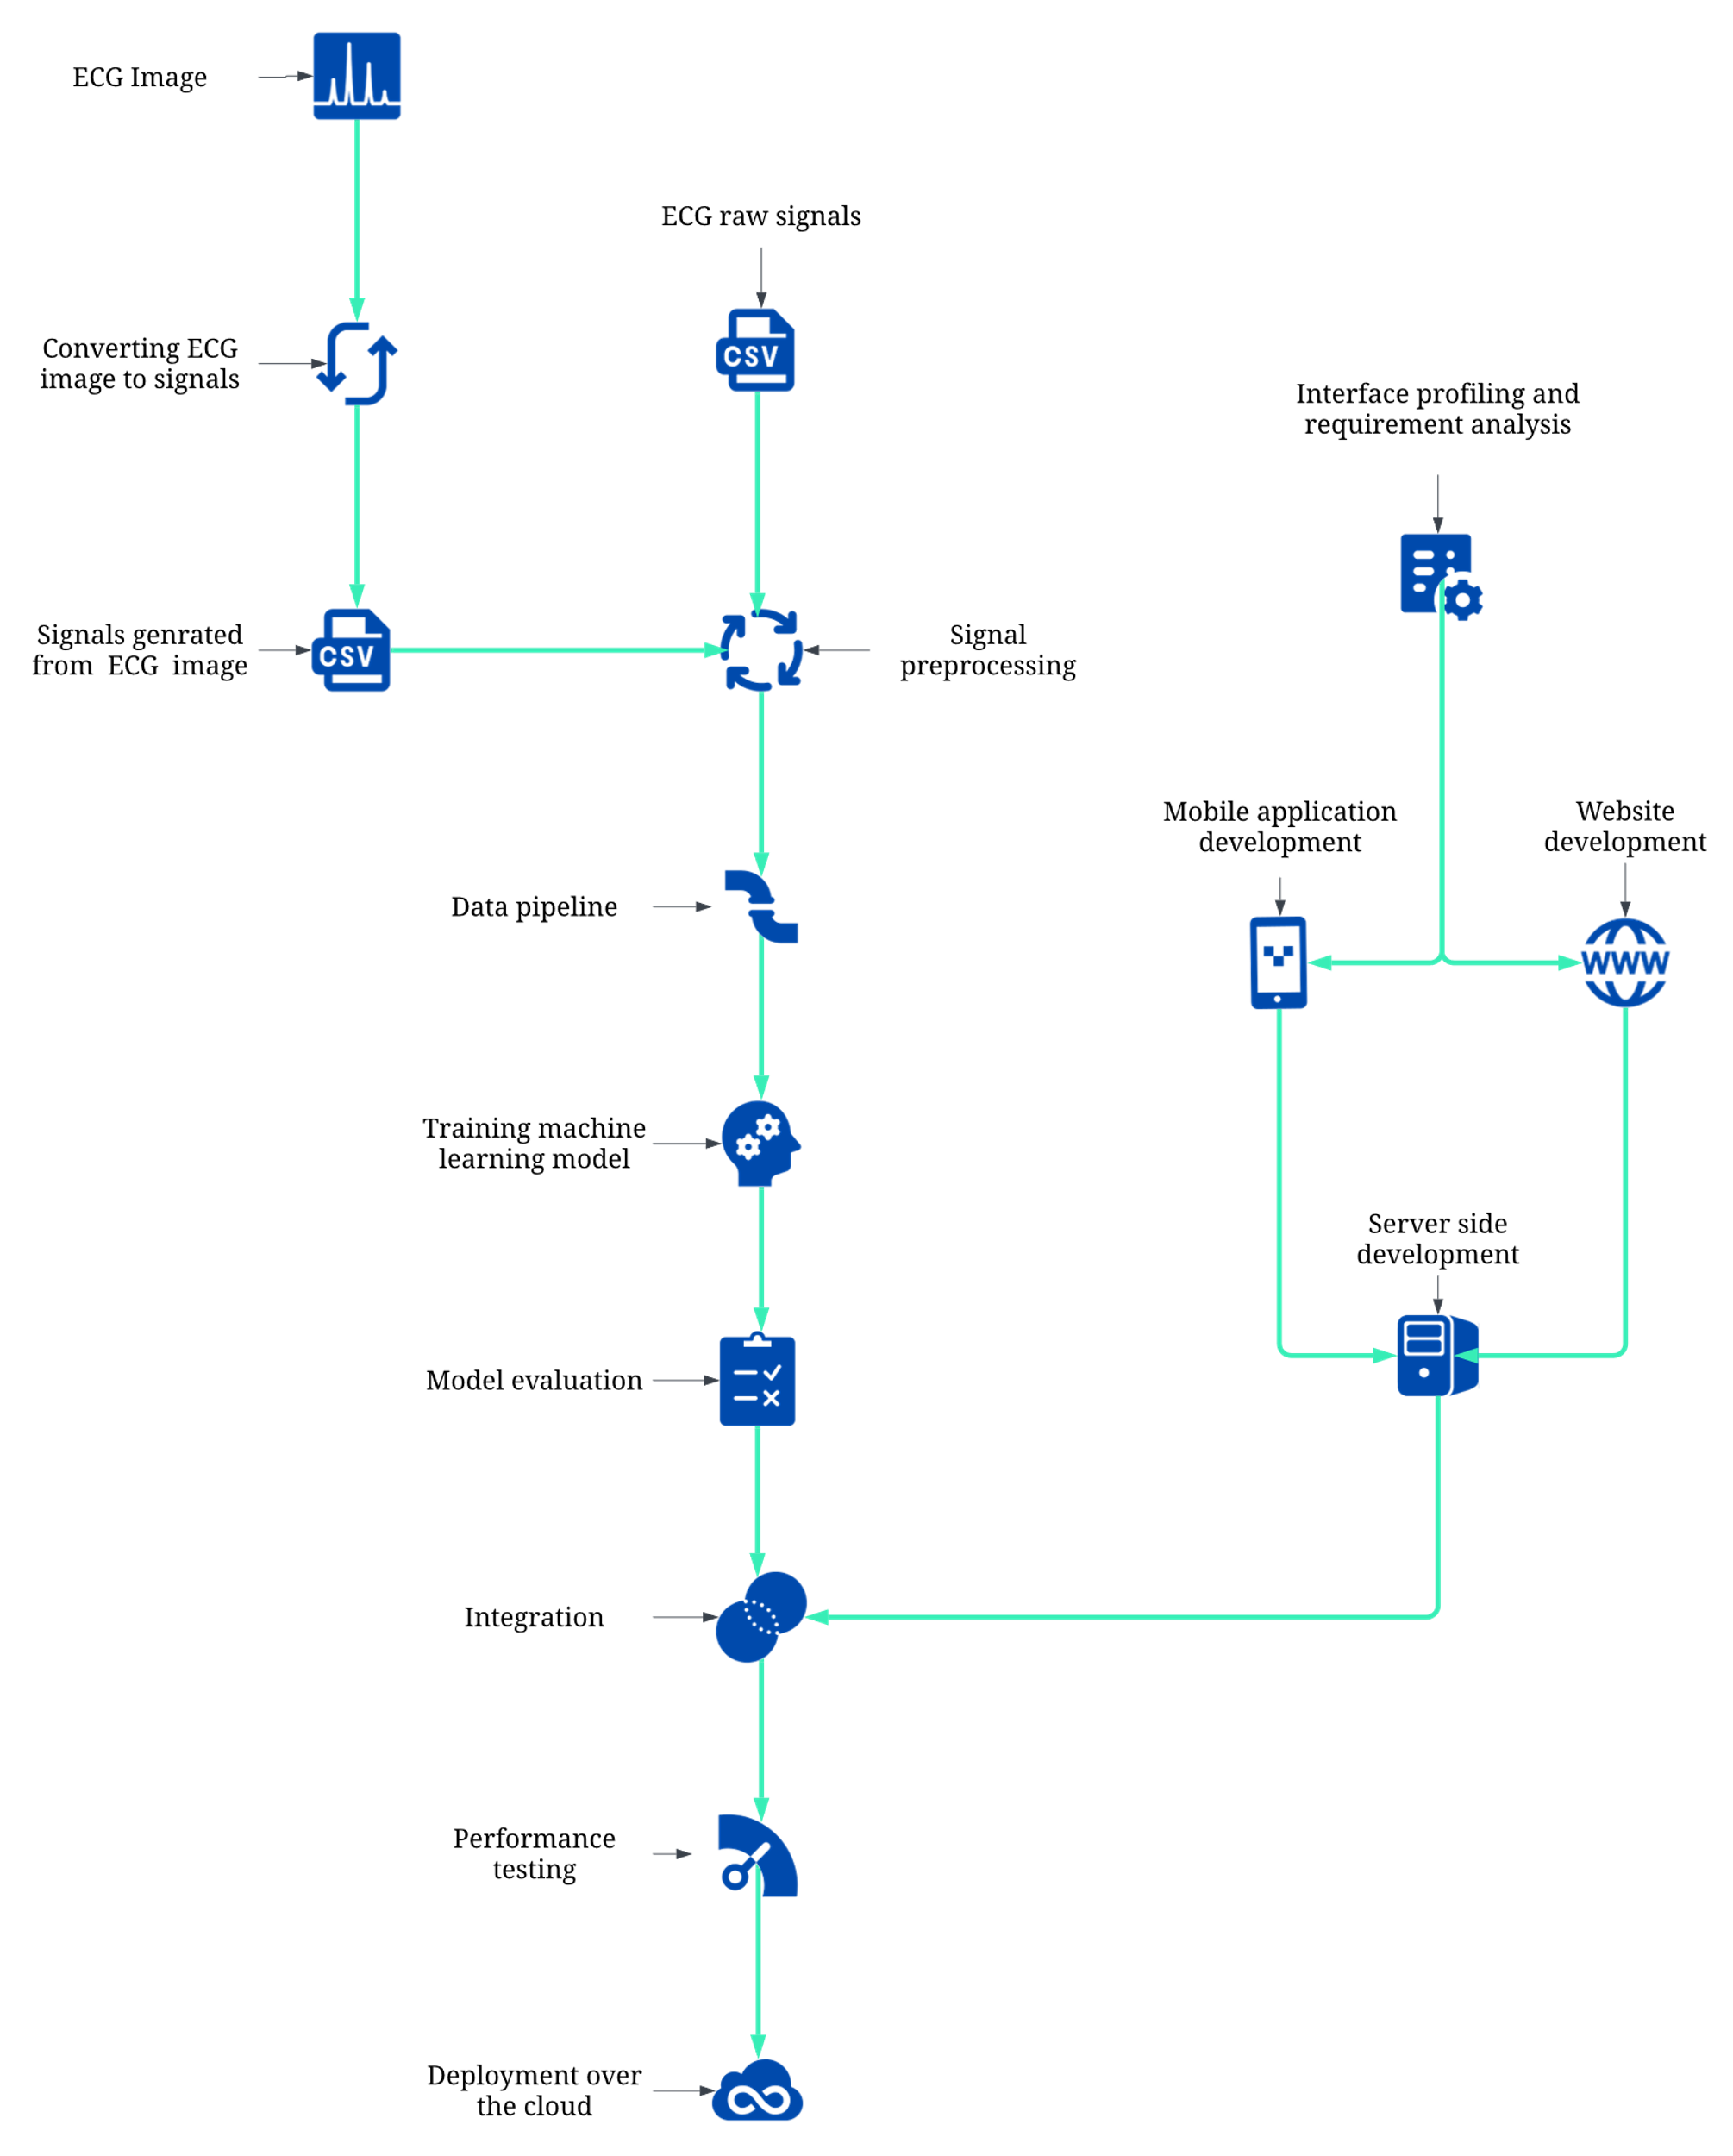 ECG Image
ECG raw signals
Converting ECG
image to signals
CSV
Interface profiling and
requirement analysis
Signals genrated
from ECG image
CSV
Signal
preprocessing
Mobile application
development
Website
development
Data pipeline
WWW
Training machine
learning model
Server side
development
Model evaluation
Integration
Performance
testing
Deployment over
the cloud